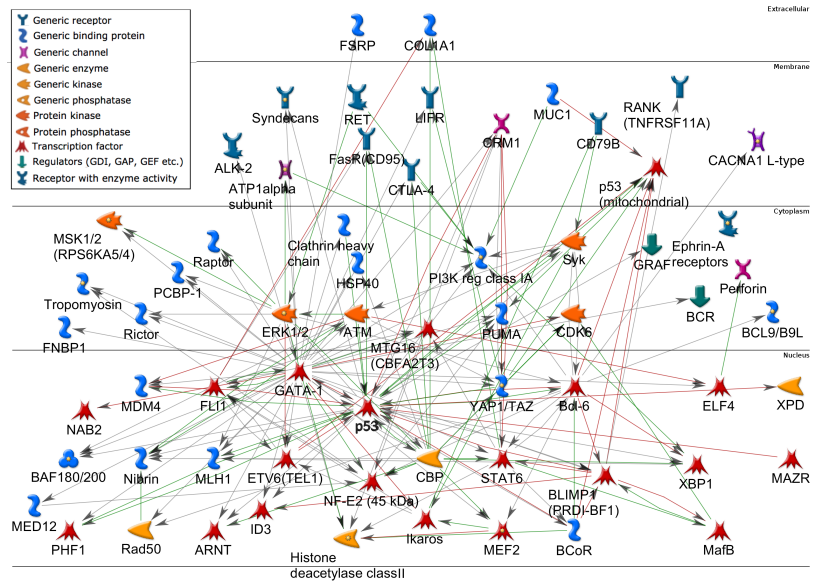 Extracellular
Generic receptor
Generic binding protein
Generic channel
Generic enzyme
Generic kinase
Generic phosphatase
Protein kinase
Protein phosphatase
Transcription factor
Regulators (GDI, GAP, GEF etc.)
Receptor with enzyme activity
FSRP
COL1A1
Membrane
Syndecans
RET
LIFR
CRM1
MUC1
CD79B
RANK
(TNFRSF11A)
CACNA1 L-type
ALK-2
FasR(CD95)
CTLA-4
ATP1alpha
subunit
p53
(mitochondrial)
Cytoplasm
MSK1/2
(RPS6KA5/4)
Raptor
Clathrin heavy
chain
PI3K reg class IA
Syk
GRAF
Ephrin-A
receptors
PCBP-1
HSP40
Perforin
Tropomyosin
Rictor
ERK1/2
ATM
PUMA
CDK6
BCR
BCL9/B9L
FNBP1
MTG16
(CBFA2T3)
Nucleus
MDM4
FLI1
GATA-1
p53
YAP1/TAZ
Bcl-6
ELF4
XPD
NAB2
BAF180/200
Nibrin
MLH1
ETV6(TEL1)
CBP
STAT6
XBP1
MAZR
NF-E2 (45 kDa)
BLIMP1
(PRDI-BF1)
MED12
PHF1
Rad50
ARNT
ID3
Histone
deacetylase classII
Ikaros
MEF2
BCoR
MafB